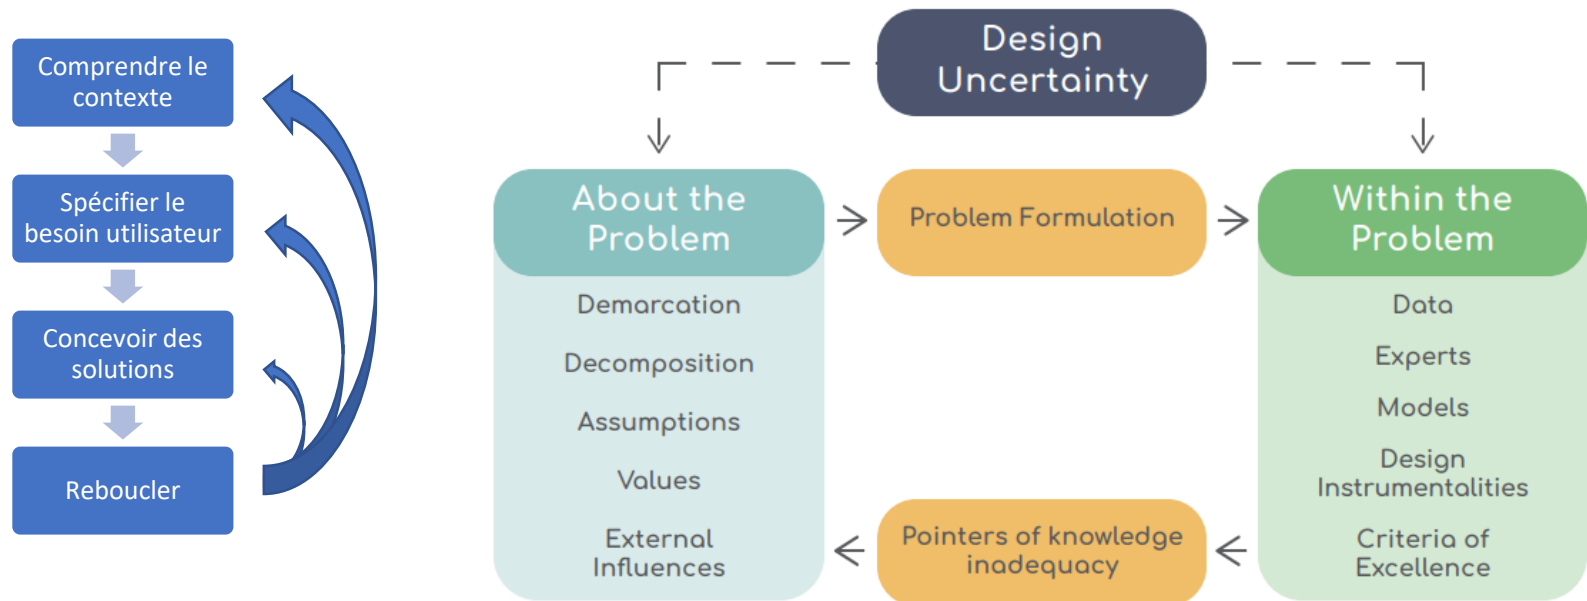 Comprendre le
contexte
Spécifier le
besoin utilisateur
Concevoir des
solutions
Reboucler
Design
Uncertainty
About the
Problem
Demarcation
Decomposition
Assumptions
Values
External
Influences
Problem Formulation
Pointers of knowledge
inadequacy
Within the
Problem
Data
Experts
Models
Design
Instrumentalities
Criteria of
Excellence